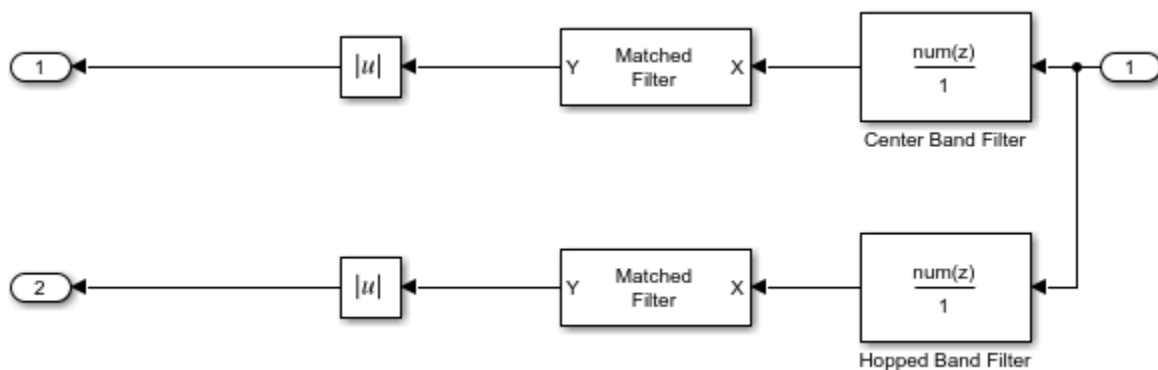 1
|u|
Y
Matched
Filter
X
num(z)
1
Center Band Filter
1
2
|u|
Y
Matched
Filter
X
num(z)
1
Hopped Band Filter